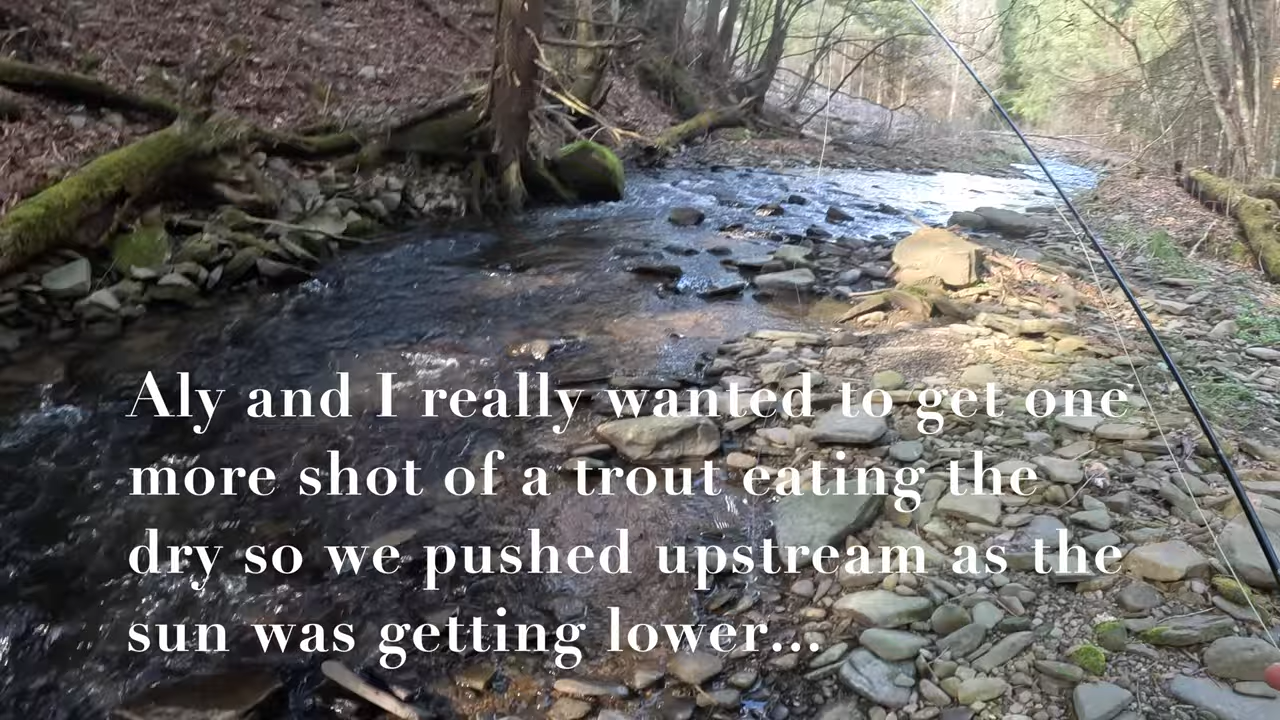 Aly and I really wanted to get one
more shot of a trout eating the
dry so we pushed upstream as the
sun was getting lower...